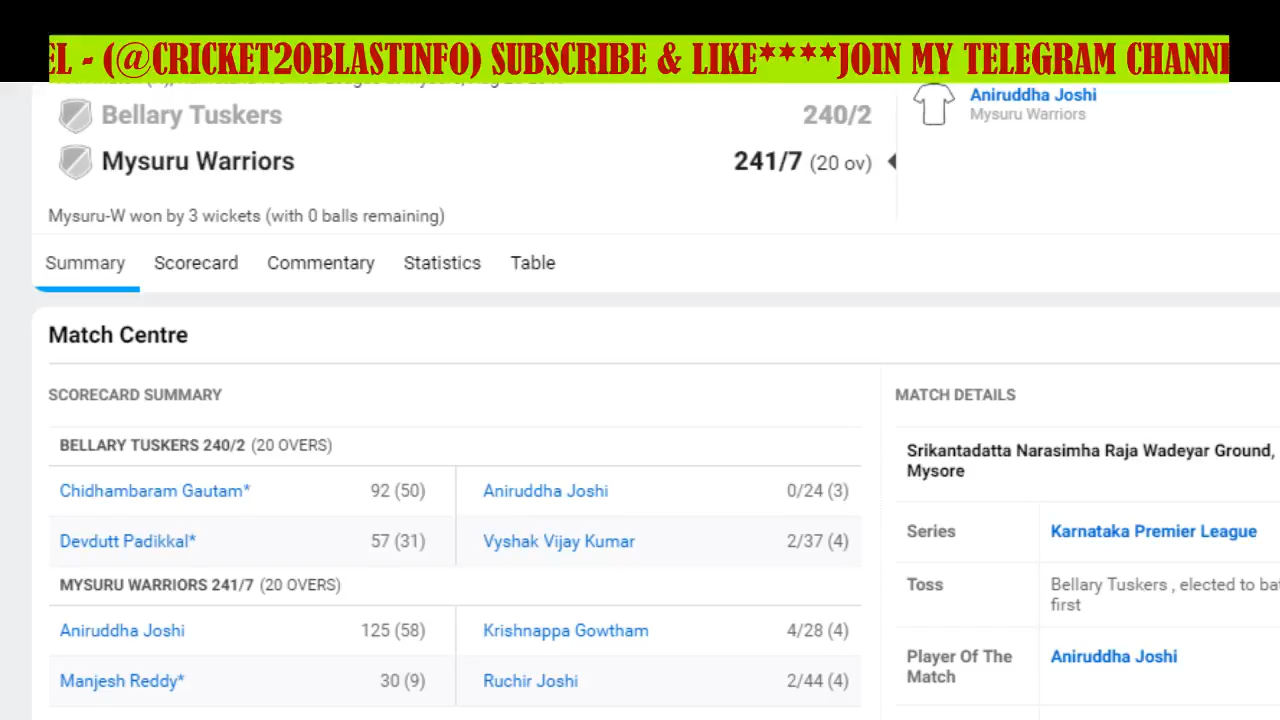 EL - (@CRICKET20BLASTINFO) SUBSCRIBE & LIKE****JOIN MY TELEGRAM CHANN
Bellary Tuskers 240/2
Mysuru Warriors 241/7 (20 ov)
Mysuru-W won by 3 wickets (with 0 balls remaining)
Aniruddha Joshi
Mysuru Warriors
Summary Scorecard Commentary Statistics Table
Match Centre
SCORECARD SUMMARY
BELLARY TUSKERS 240/2 (20 OVERS)
Chidhambaram Gautam* 92 (50) Aniruddha Joshi 0/24 (3)
Devdutt Padikkal* 57 (31) Vyshak Vijay Kumar 2/37 (4)
MYSURU WARRIORS 241/7 (20 OVERS)
Aniruddha Joshi 125 (58) Krishnappa Gowtham 4/28 (4)
Manjesh Reddy* 30 (9) Ruchir Joshi 2/44 (4)
MATCH DETAILS
Srikantadatta Narasimha Raja Wadeyar Ground,
Mysore
Series Karnataka Premier League
Toss Bellary Tuskers , elected to bat
first
Player Of The Match Aniruddha Joshi